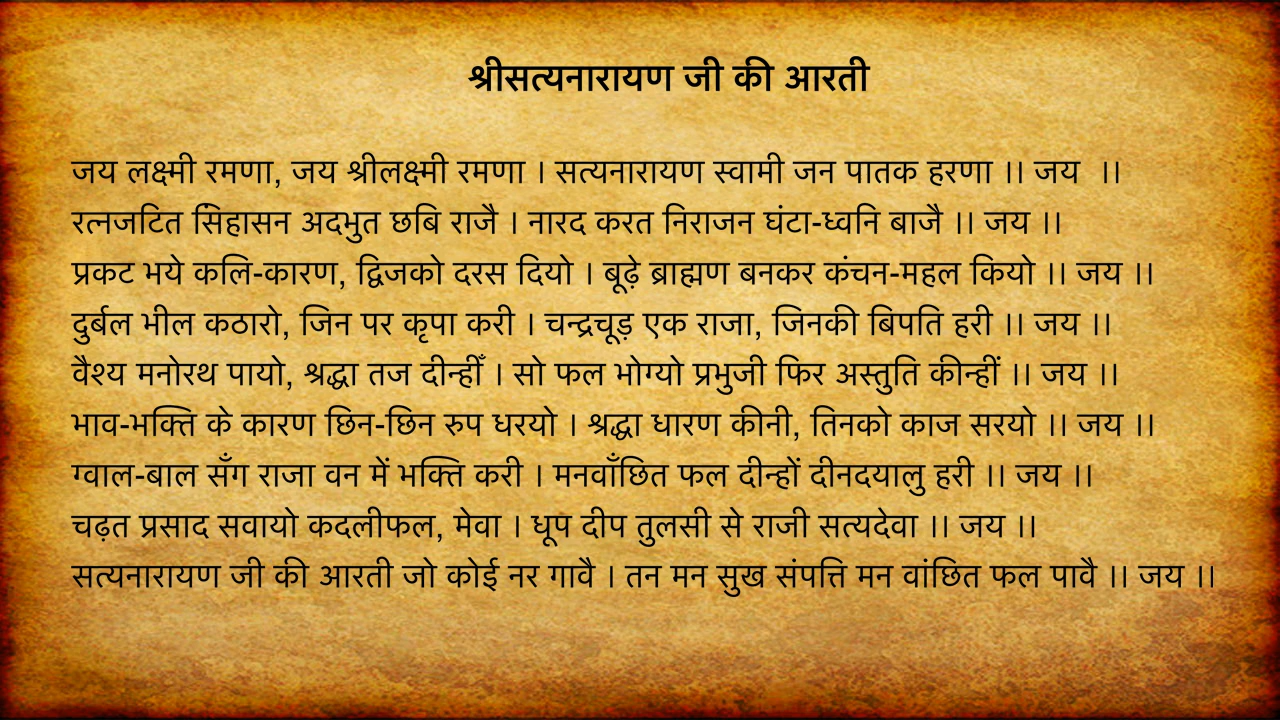 श्रीसत्यनारायण जी की आरती
जय लक्ष्मी रमणा, जय श्रीलक्ष्मी रमणा । सत्यनारायण स्वामी जन पातक हरणा ।। जय ।।
रत्नजटित सिंहासन अदभुत छबि राजै । नारद करत निराजन घंटा-ध्वनि बाजै ।। जय ।।
प्रकट भये कलि-कारण, द्विजको दरस दियो । बूढ़े ब्राह्मण बनकर कंचन-महल कियो ।। जय ।।
दुर्बल भील कठारो, जिन पर कृपा करी । चन्द्रचूड़ एक राजा, जिनकी बिपति हरी ।। जय ।।
वैश्य मनोरथ पायो, श्रद्धा तज दीन्हीँ । सो फल भोग्यो प्रभुजी फिर अस्तुति कीन्हीं ।। जय ।।
भाव-भक्ति के कारण छिन-छिन रुप धरयो । श्रद्धा धारण कीनी, तिनको काज सरयो ।। जय ।।
ग्वाल-बाल सँग राजा वन में भक्ति करी । मनवाँछित फल दीन्हों दीनदयालु हरी ।। जय ।।
चढ़त प्रसाद सवायो कदलीफल, मेवा । धूप दीप तुलसी से राजी सत्यदेवा ।। जय ।।
सत्यनारायण जी की आरती जो कोई नर गावै । तन मन सुख संपत्ति मन वांछित फल पावै ।। जय ।।